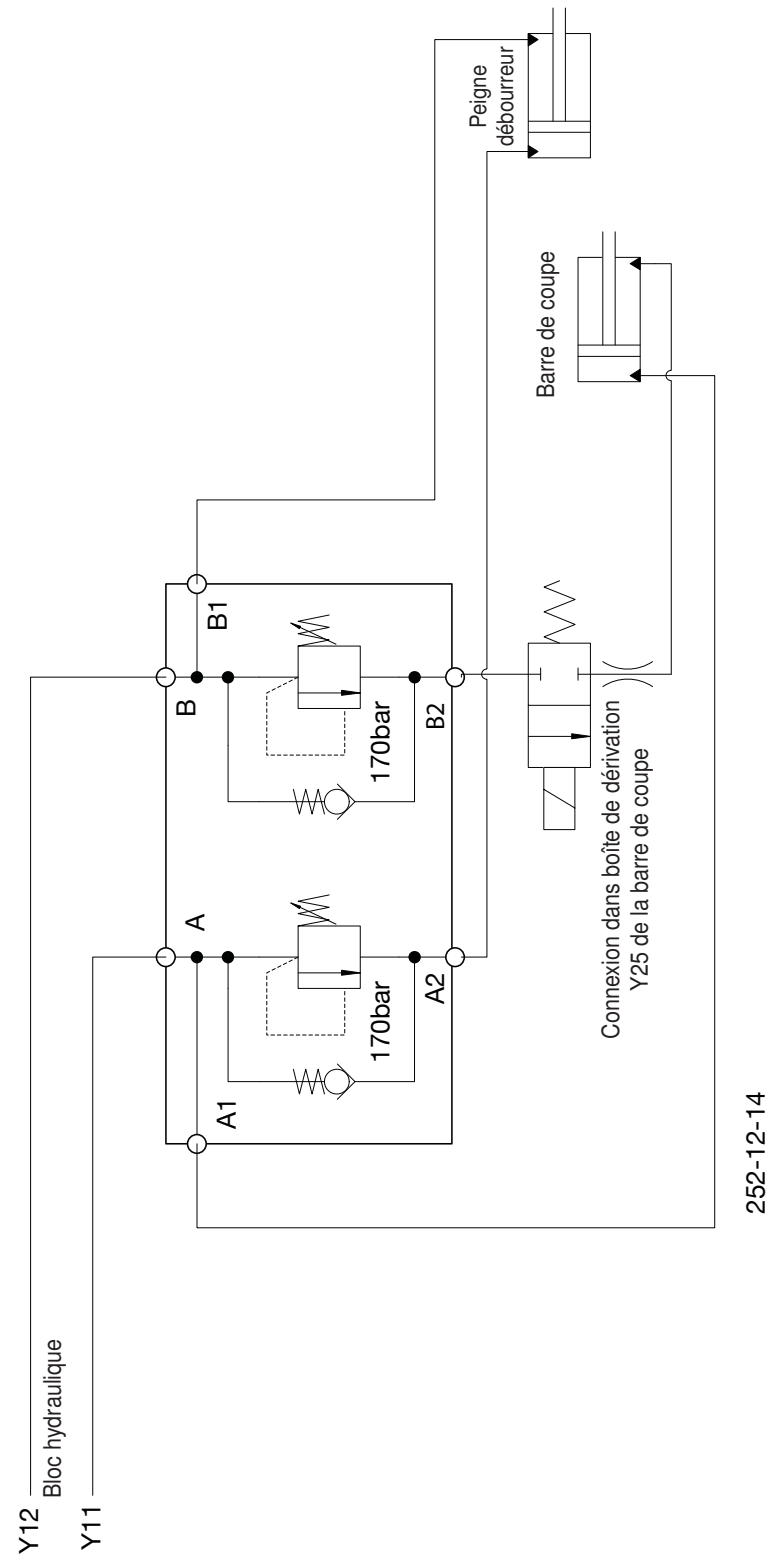 Y12
Bloc hydraulique
Y11
A
A1
170bar
A2
B
B1
170bar
B2
Peigne
débourreur
Barre de coupe
Connexion dans boîte de dérivation
Y25 de la barre de coupe
252-12-14